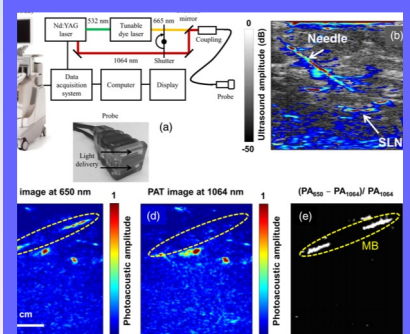 Nd:YAG
laser
532 nm
Tunable
dye laser
665 nm
mirror
Coupling
Shutter
1064 nm
Probe
Data
acquisition
system
Computer
Display
Probe
Light
delivery
(a)
0
-50
Ultrasound amplitude (dB)
(b)
Needle
SLN
image at 650 nm
1
Photoacoustic amplitude
cm
PAT image at 1064 nm
(d)
1
Photoacoustic amplitude
(PA650 – PA1064)/ PA1064
(e)
MB